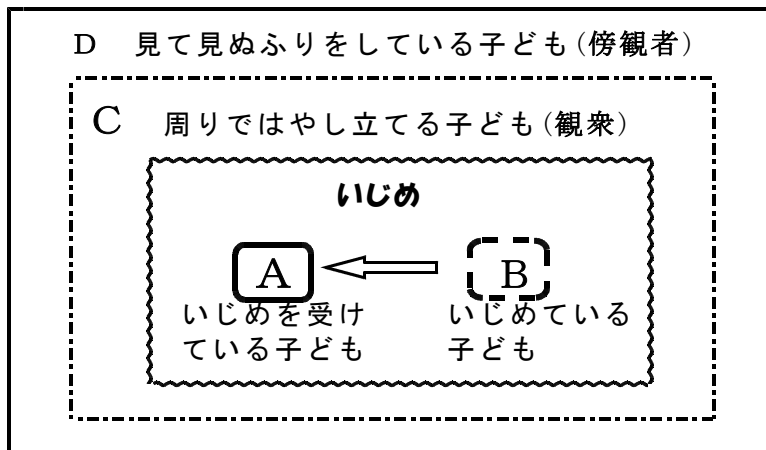 D 見て見ぬふりをしている子ども(傍観者)
C 周りではやし立てる子ども(観衆)
いじめ
A
B
いじめを受け
ている子ども
いじめている
子ども